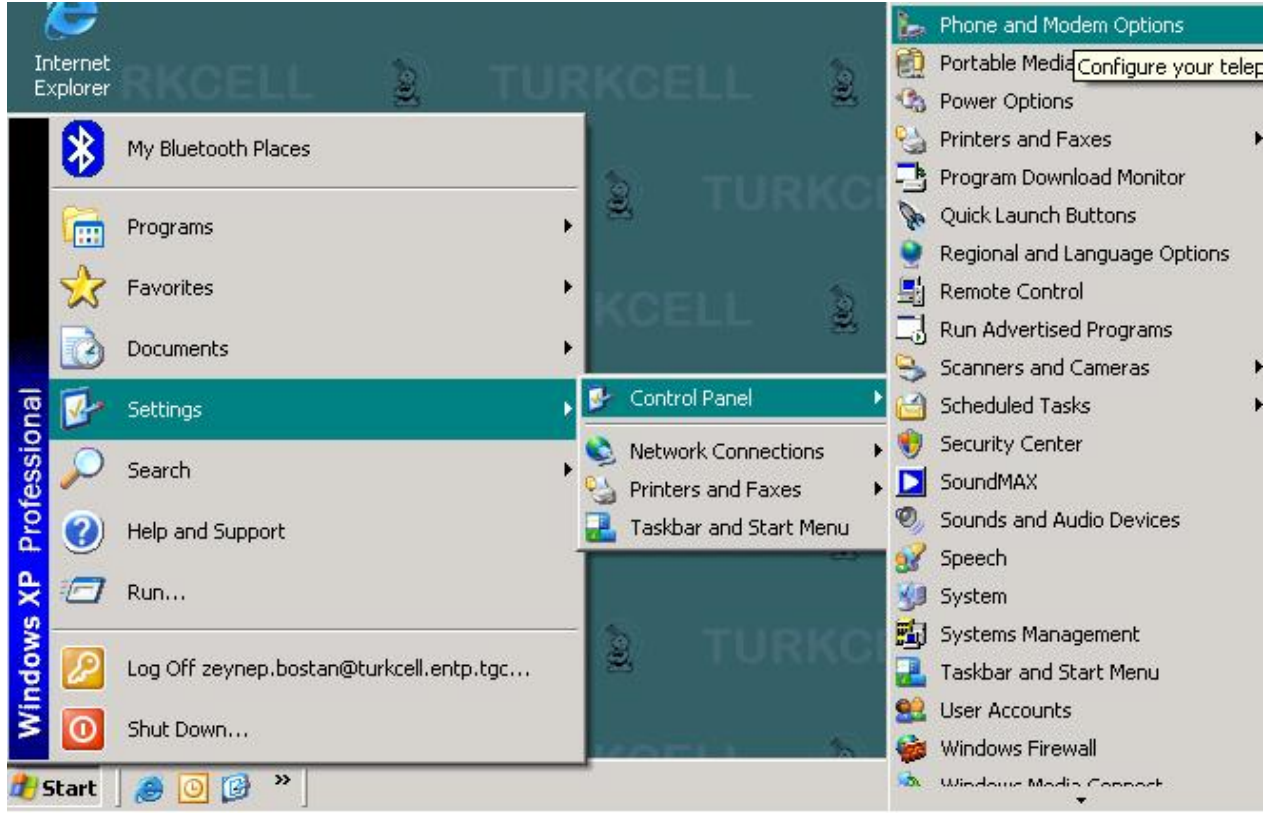 Internet
Explorer
RKCELL
TURKCELL
TURKC
KCELL
TURKC
KCELL
My Bluetooth Places
Programs
Favorites
Documents
Settings
Search
Help and Support
Run...
Log Off zeynep.bostan@turkcell.entp.tgc...
Shut Down...
Windows XP Professional
Start
»
Control Panel
Network Connections
Printers and Faxes
Taskbar and Start Menu
Phone and Modem Options
Portable Media
Configure your telep
Power Options
Printers and Faxes
Program Download Monitor
Quick Launch Buttons
Regional and Language Options
Remote Control
Run Advertised Programs
Scanners and Cameras
Scheduled Tasks
Security Center
SoundMAX
Sounds and Audio Devices
Speech
System
Systems Management
Taskbar and Start Menu
User Accounts
Windows Firewall
Windows Media Connect